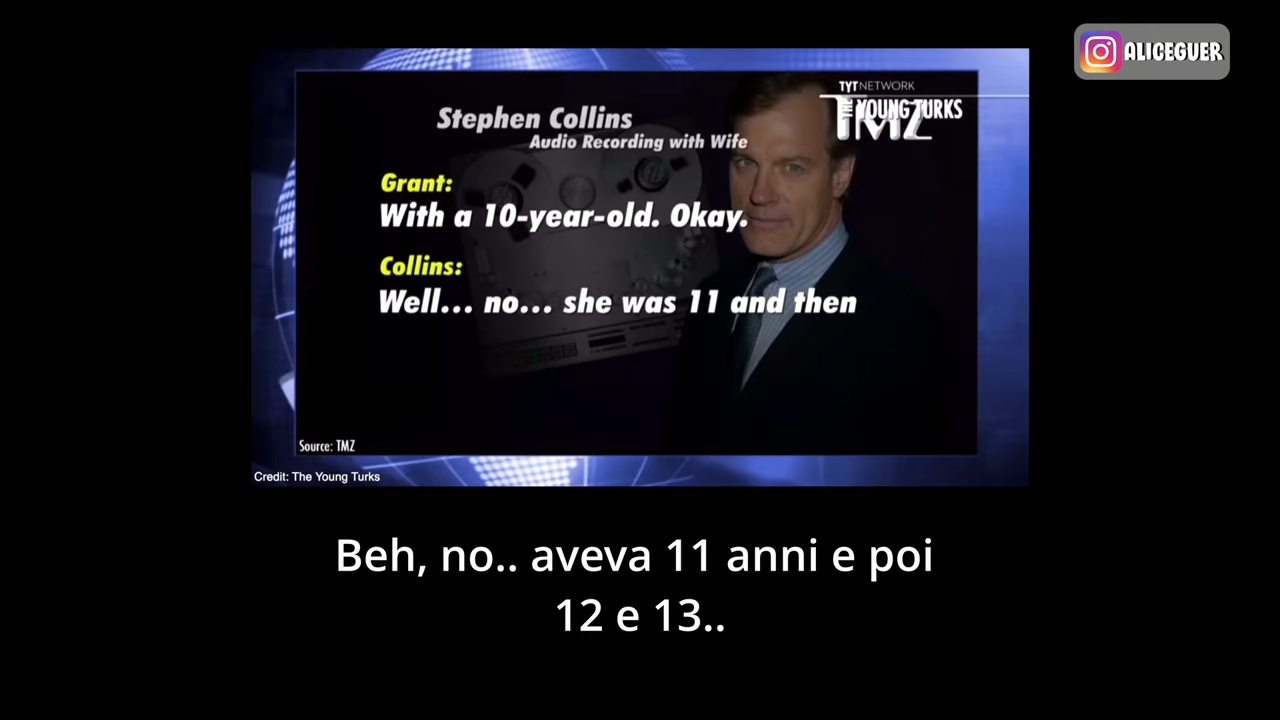 ALICEGUER
TYT NETWORK
THE YOUNG TURKS
TMZ
Stephen Collins
Audio Recording with Wife
Grant:
With a 10-year-old. Okay.
Collins:
Well... no... she was 11 and then
Source: TMZ
Credit: The Young Turks
Beh, no.. aveva 11 anni e poi
12 e 13..